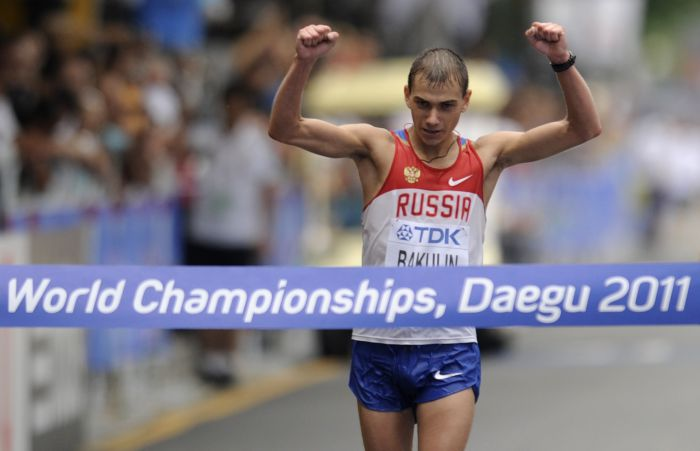 RUSSIA
TDK
BAKULIN
World Championships, Daegu 2011